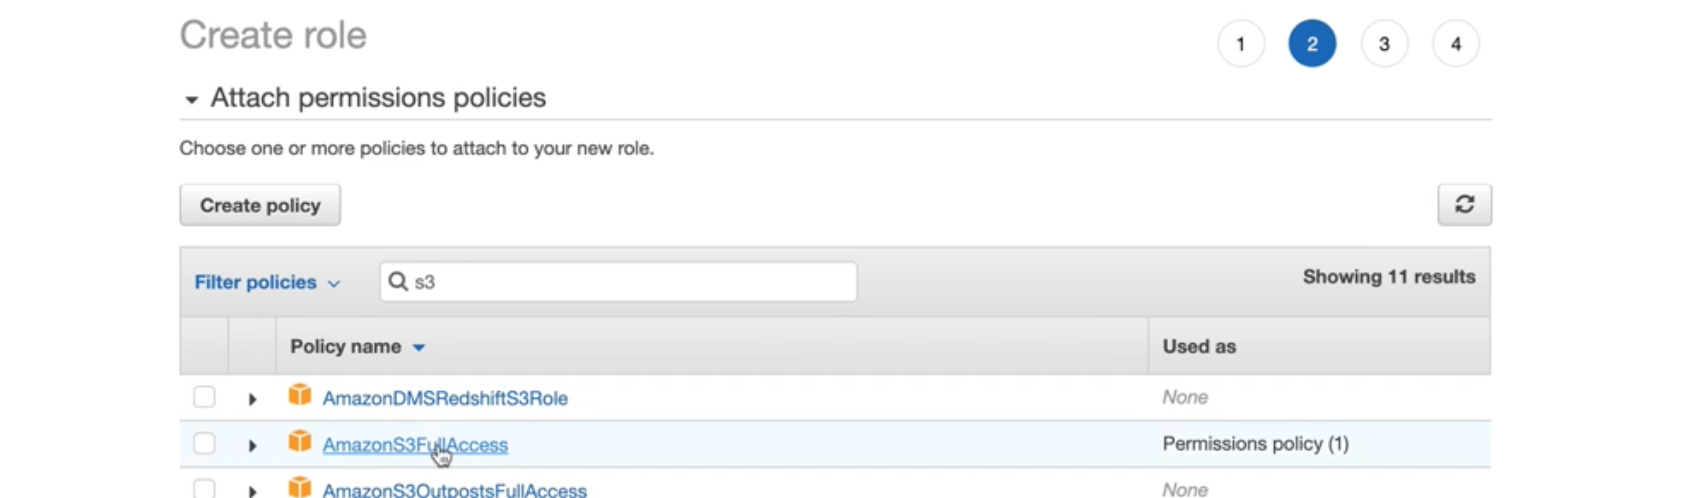 Create role
1 2 3 4
Attach permissions policies
Choose one or more policies to attach to your new role.
Create policy
Filter policies s3 Showing 11 results
Policy name Used as
AmazonDMSRedshiftS3Role None
AmazonS3FullAccess Permissions policy (1)
AmazonS3OutpostsFullAccess None